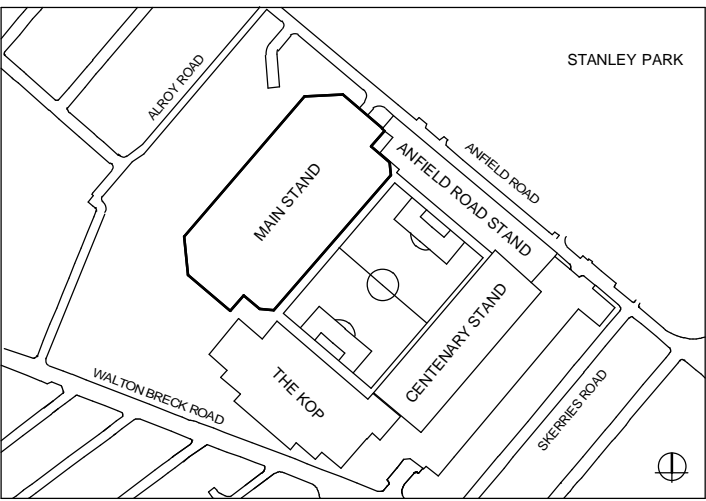 STANLEY PARK
ALROY ROAD
MAIN STAND
ANFIELD ROAD
ANFIELD ROAD STAND
CENTENARY STAND
THE KOP
WALTON BRECK ROAD
SKERRIES ROAD